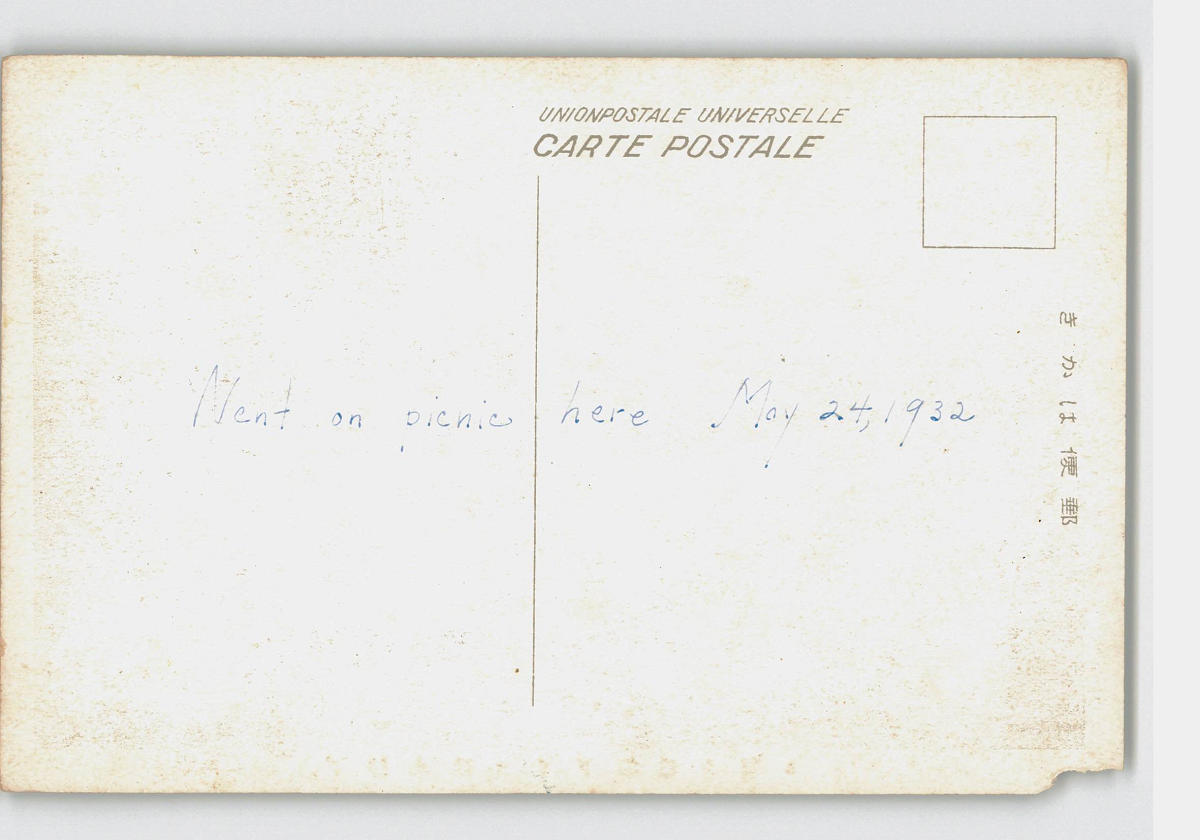 UNIONPOSTALE UNIVERSELLE
CARTE POSTALE
Went on picnic here May 24, 1932
きかは便郵